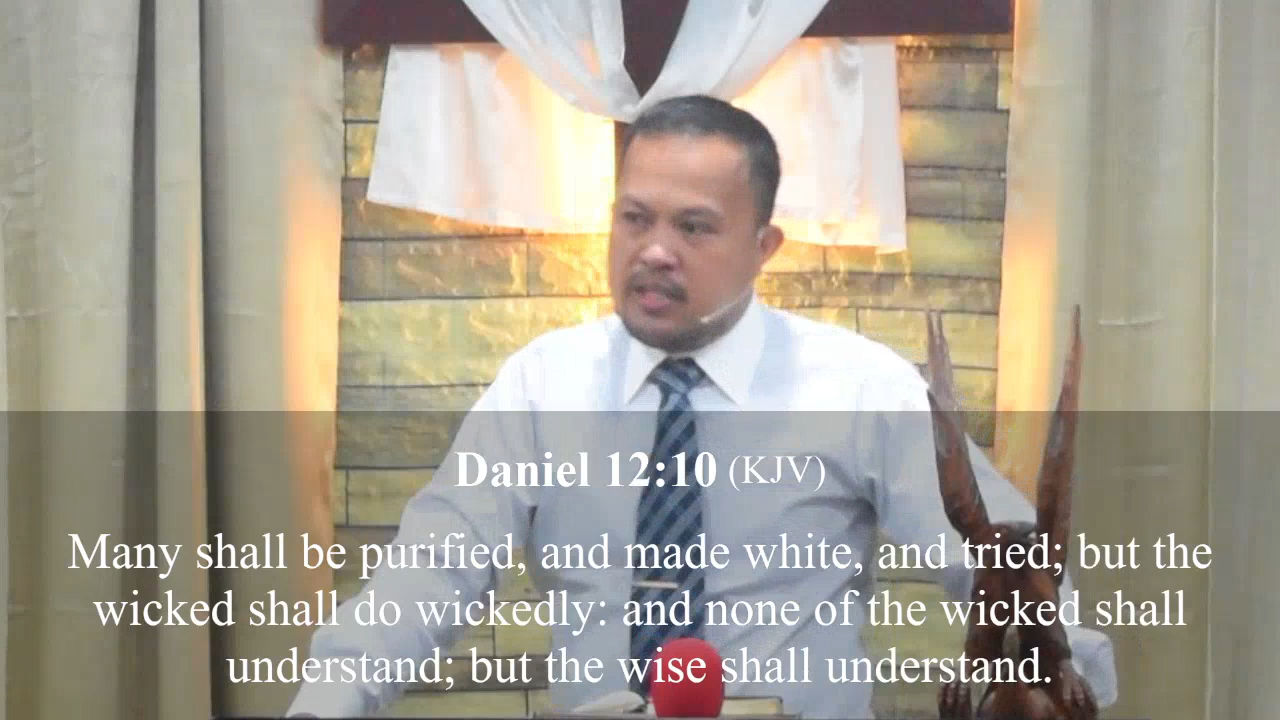 Daniel 12:10 (KJV)
Many shall be purified, and made white, and tried; but the
wicked shall do wickedly: and none of the wicked shall
understand; but the wise shall understand.